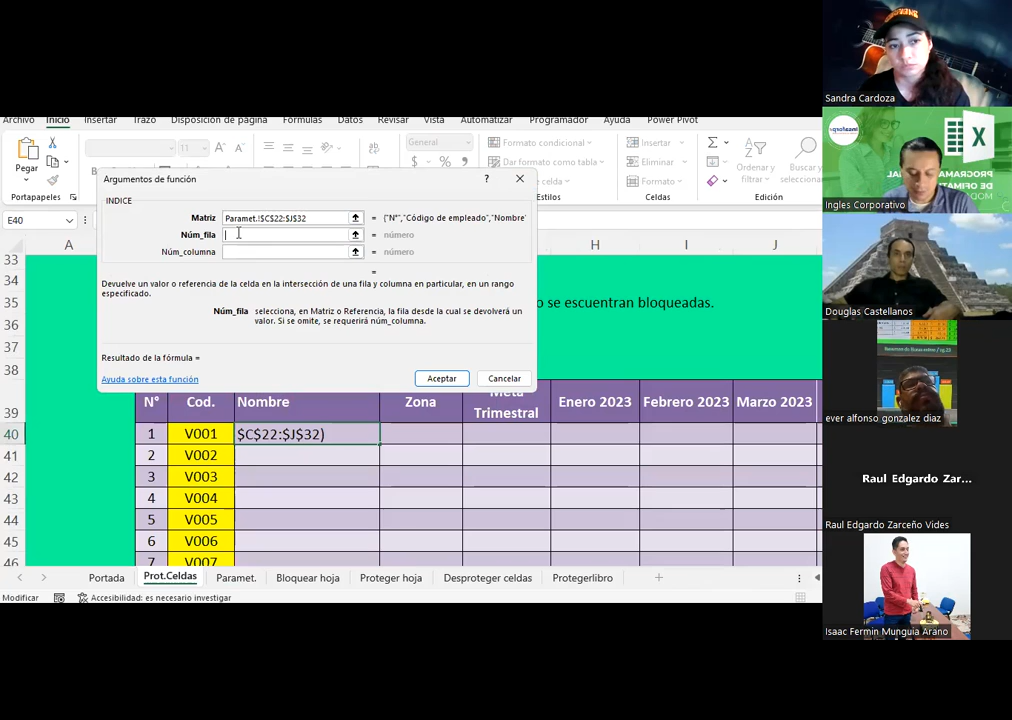 Archivo Inicio Insertar Trazo Disposición de página Fórmulas Datos Revisar Vista Automatizar Programador Ayuda Power Pivot
Pegar
11
General
Formato condicional
Dar formato como tabla
Insertar
Eliminar
Ordenar y
filtrar
Buscar
Portapapeles
E40
Argumentos de función
?
INDICE
Matriz Paramet.!$C$22:$J$32 = {"N°","Código de empleado","Nombre"
Núm_fila = número
Núm_columna = número
=
Devuelve un valor o referencia de la celda en la intersección de una fila y columna en particular, en un rango
especificado.
Núm_fila selecciona, en Matriz o Referencia, la fila desde la cual se devolverá un
valor. Si se omite, se requerirá núm_columna.
Resultado de la fórmula =
Ayuda sobre esta función
Aceptar
Cancelar
A H I J
33
34
35 o se escuentran bloqueadas.
36
37
38
39 N° Cod. Nombre Zona Meta Trimestral Enero 2023 Febrero 2023 Marzo 2023
40 1 V001 $C$22:$J$32)
41 2 V002
42 3 V003
43 4 V004
44 5 V005
45 6 V006
46 7 V007
Portada Prot.Celdas Paramet. Bloquear hoja Proteger hoja Desproteger celdas Protegerlibro
Modificar Accesibilidad: es necesario investigar
Sandra Cardoza
Ingles Corporativo
Douglas Castellanos
ever alfonso gonzalez diaz
Raul Edgardo Zar...
Raul Edgardo Zarceño Vides
Isaac Fermin Munguia Arano